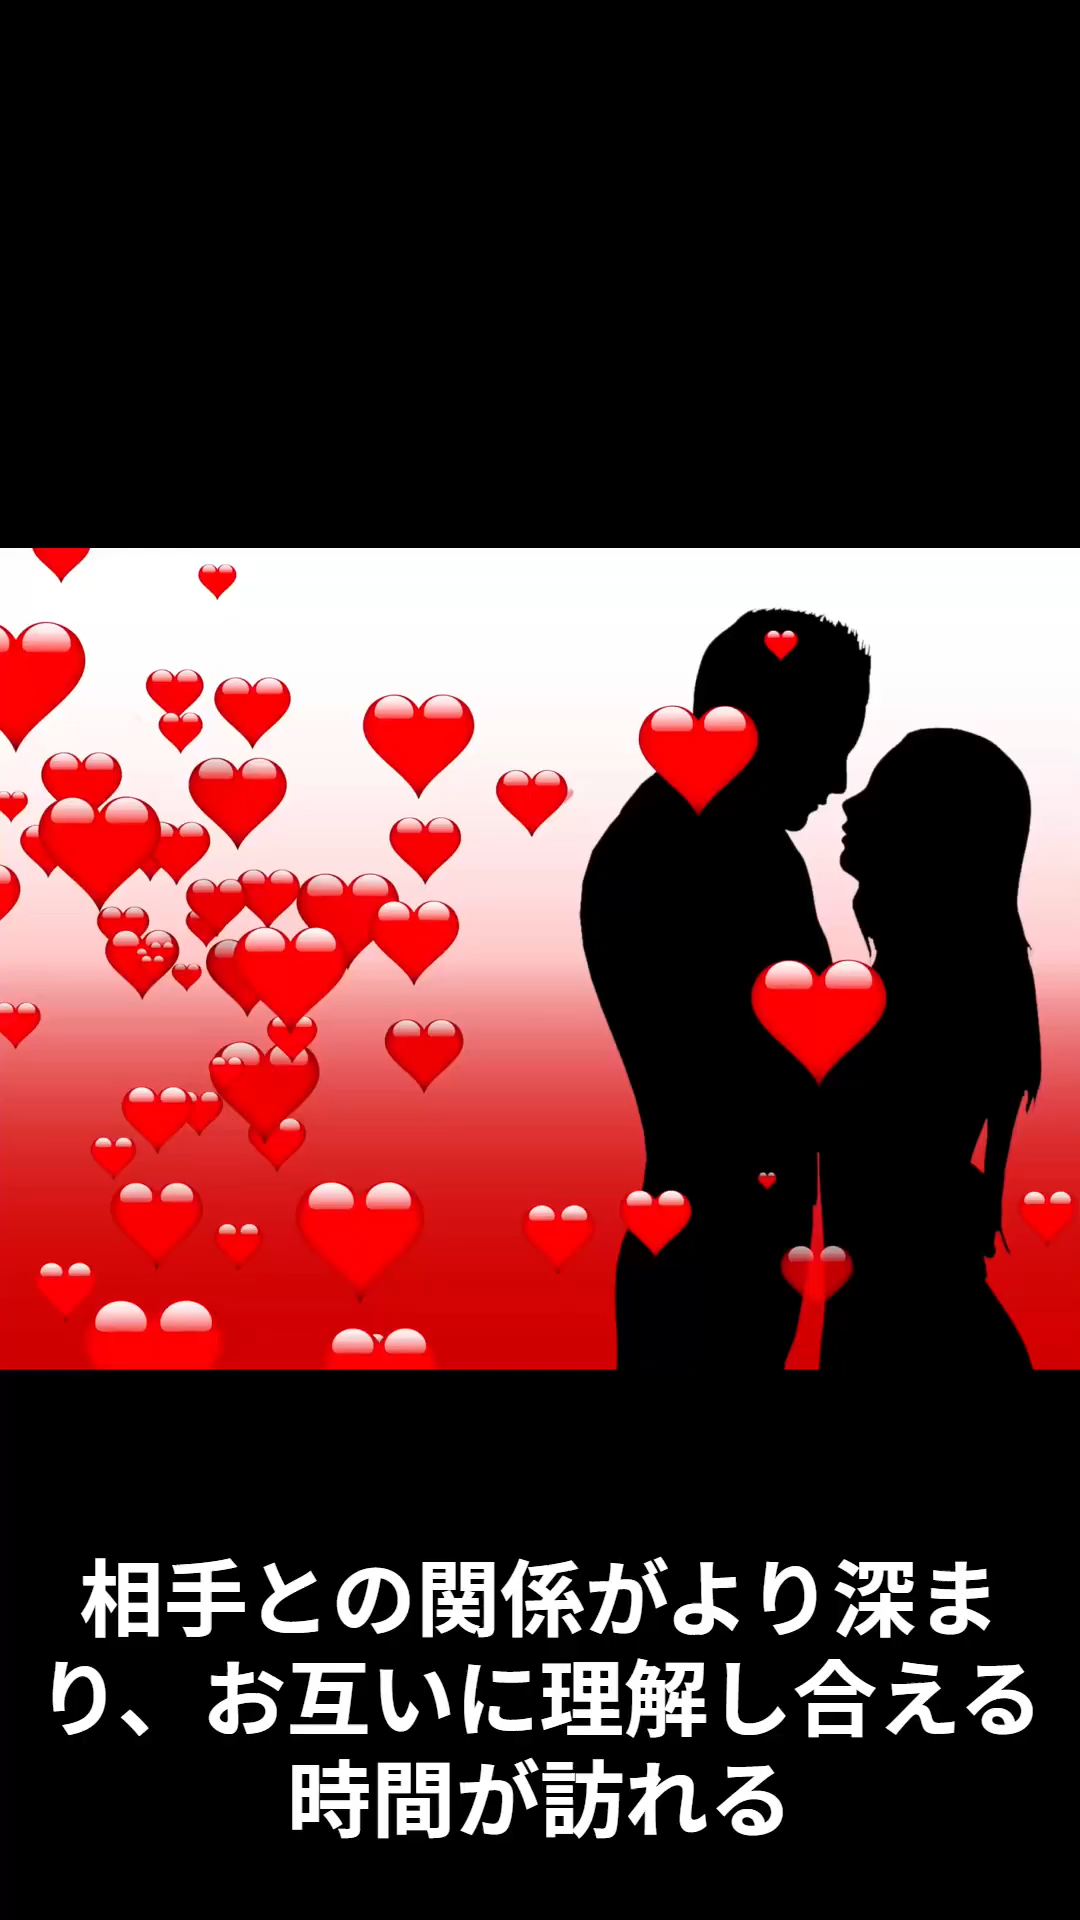 相手との関係がより深ま
り、お互いに理解し合える
時間が訪れる